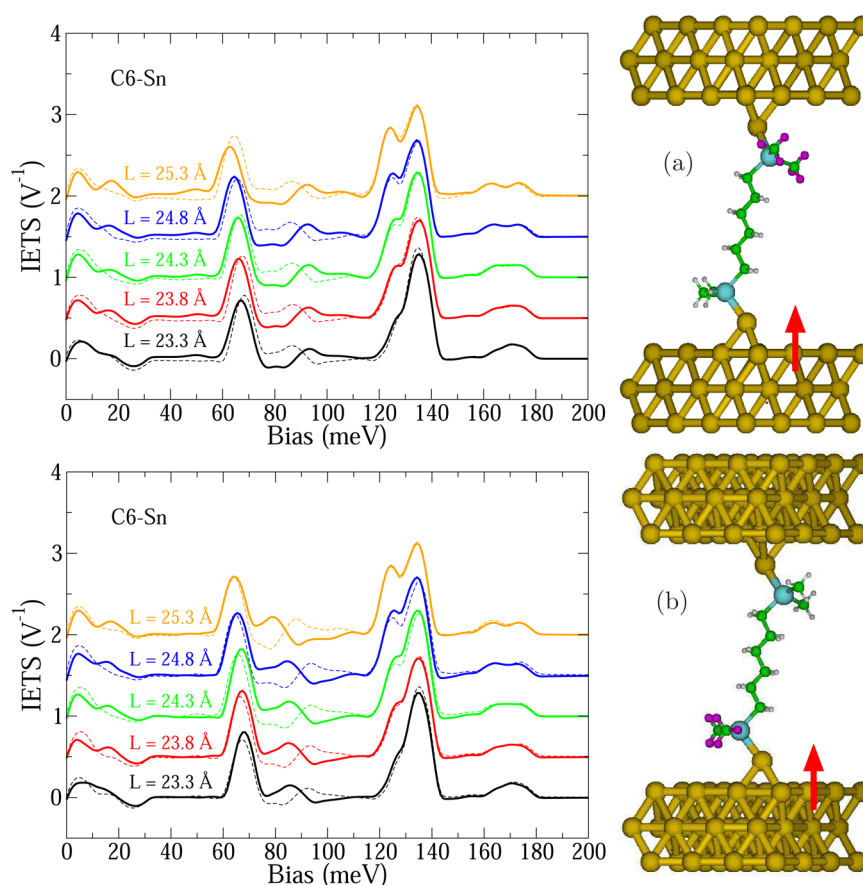 4
C6-Sn
3
IETS (V⁻¹)
L = 25.3 Å
2
L = 24.8 Å
L = 24.3 Å
1
L = 23.8 Å
L = 23.3 Å
0
0 20 40 60 80 100 120 140 160 180 200
Bias (meV)
(a)
4
C6-Sn
3
IETS (V⁻¹)
L = 25.3 Å
2
L = 24.8 Å
L = 24.3 Å
1
L = 23.8 Å
L = 23.3 Å
0
0 20 40 60 80 100 120 140 160 180 200
Bias (meV)
(b)